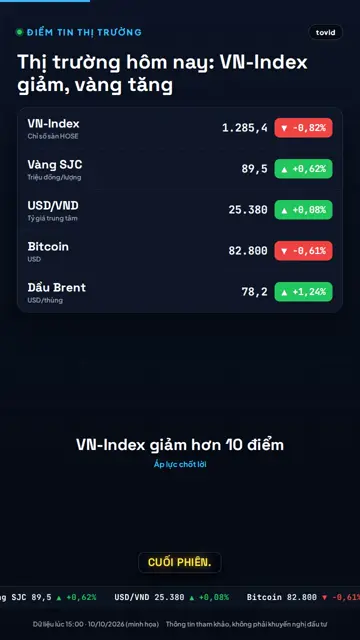 ĐIỂM TIN THỊ TRƯỜNG
tovid
Thị trường hôm nay: VN-Index
giảm, vàng tăng
VN-Index
Chỉ số sàn HOSE
1.285,4 ▼ -0,82%
Vàng SJC
Triệu đồng/lượng
89,5 ▲ +0,62%
USD/VND
Tỷ giá trung tâm
25.380 ▲ +0,08%
Bitcoin
USD
82.800 ▼ -0,61%
Dầu Brent
USD/thùng
78,2 ▲ +1,24%
VN-Index giảm hơn 10 điểm
Áp lực chốt lời
CUỐI PHIÊN.
g SJC 89,5 ▲ +0,62% USD/VND 25.380 ▲ +0,08% Bitcoin 82.800 ▼ -0,61%
Dữ liệu lúc 15:00 · 10/10/2026 (minh họa) Thông tin tham khảo, không phải khuyến nghị đầu tư